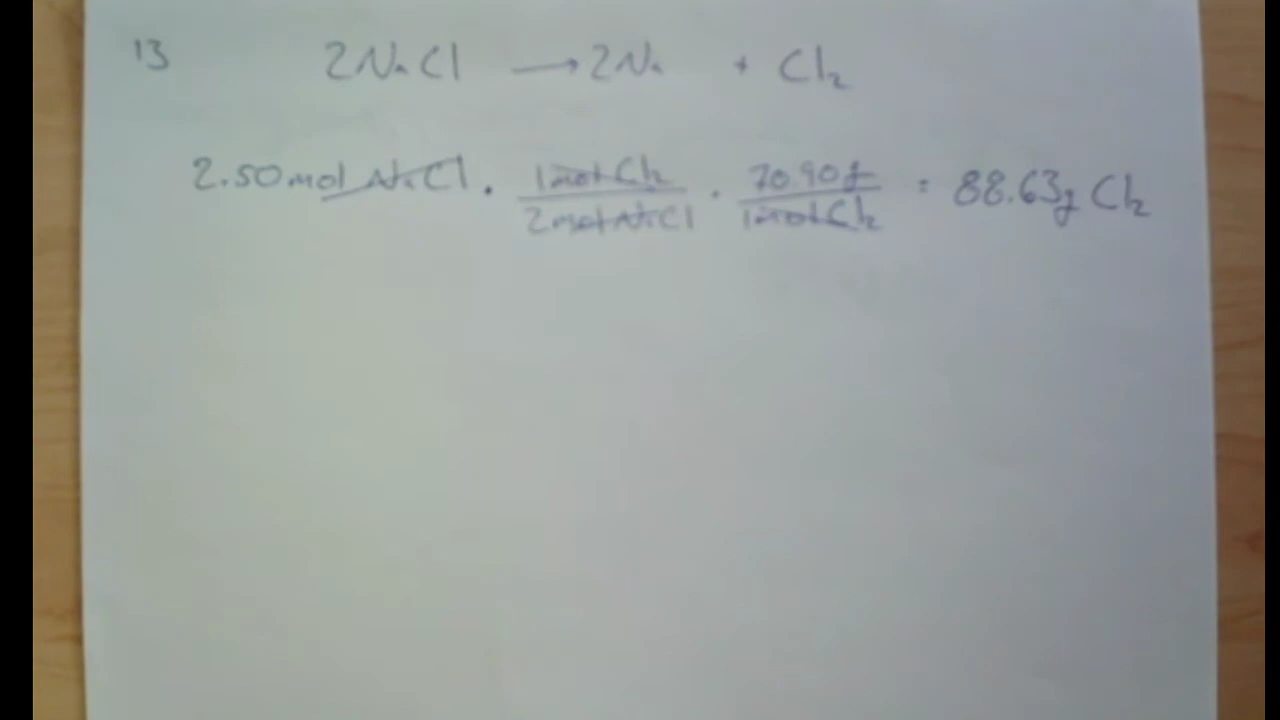 13 2NaCl → 2Na + Cl₂
2.50 mol NaCl · 1 mol Cl₂ / 2 mol NaCl · 70.90 g / 1 mol Cl₂ = 88.63 g Cl₂